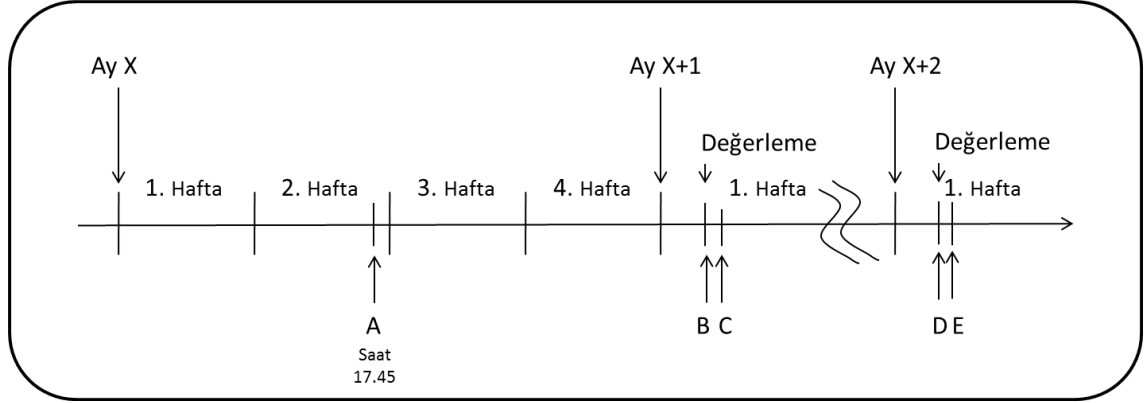 Ay X
Ay X+1
Ay X+2
Değerleme
Değerleme
1. Hafta
2. Hafta
3. Hafta
4. Hafta
1. Hafta
1. Hafta
A
B C
D E
Saat
17.45